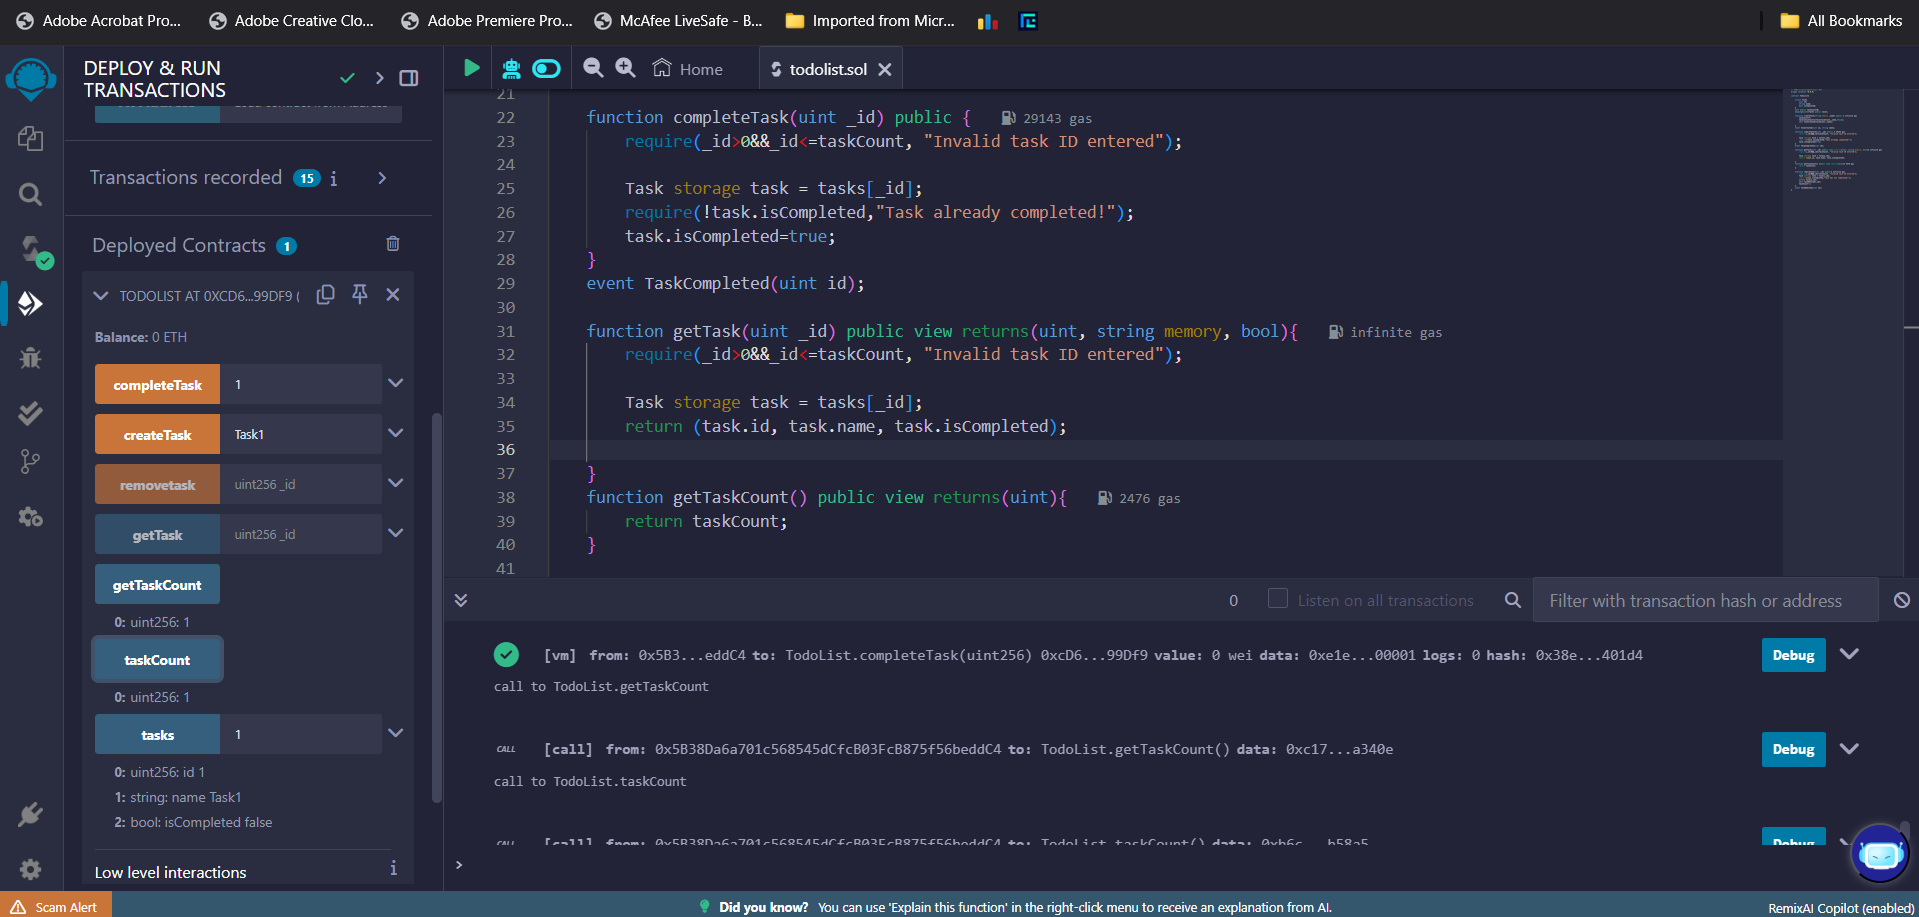 Adobe Acrobat Pro... Adobe Creative Clo... Adobe Premiere Pro... McAfee LiveSafe - B... Imported from Micr... All Bookmarks
DEPLOY & RUN
TRANSACTIONS
Transactions recorded 15 i
Deployed Contracts 1
TODOLIST AT 0XCD6...99DF9 (
Balance: 0 ETH
completeTask 1
createTask Task1
removetask uint256 _id
getTask uint256 _id
getTaskCount
0: uint256: 1
taskCount
0: uint256: 1
tasks 1
0: uint256: id 1
1: string: name Task1
2: bool: isCompleted false
Low level interactions i
Home todolist.sol
21
22 function completeTask(uint _id) public { 29143 gas
23 require(_id>0&&_id<=taskCount, "Invalid task ID entered");
24
25 Task storage task = tasks[_id];
26 require(!task.isCompleted,"Task already completed!");
27 task.isCompleted=true;
28 }
29 event TaskCompleted(uint id);
30
31 function getTask(uint _id) public view returns(uint, string memory, bool){ infinite gas
32 require(_id>0&&_id<=taskCount, "Invalid task ID entered");
33
34 Task storage task = tasks[_id];
35 return (task.id, task.name, task.isCompleted);
36
37 }
38 function getTaskCount() public view returns(uint){ 2476 gas
39 return taskCount;
40 }
41
0 Listen on all transactions Filter with transaction hash or address
[vm] from: 0x5B3...eddC4 to: TodoList.completeTask(uint256) 0xcD6...99Df9 value: 0 wei data: 0xe1e...00001 logs: 0 hash: 0x38e...401d4 Debug
call to TodoList.getTaskCount
CALL [call] from: 0x5B38Da6a701c568545dCfcB03FcB875f56beddC4 to: TodoList.getTaskCount() data: 0xc17...a340e Debug
call to TodoList.taskCount
CALL [call] from: 0x5B38Da6a701c568545dCfcB03FcB875f56beddC4 to: TodoList.taskCount() data: 0xb6c...b58a5 Debug
>
Scam Alert
Did you know? You can use 'Explain this function' in the right-click menu to receive an explanation from AI.
RemixAI Copilot (enabled)